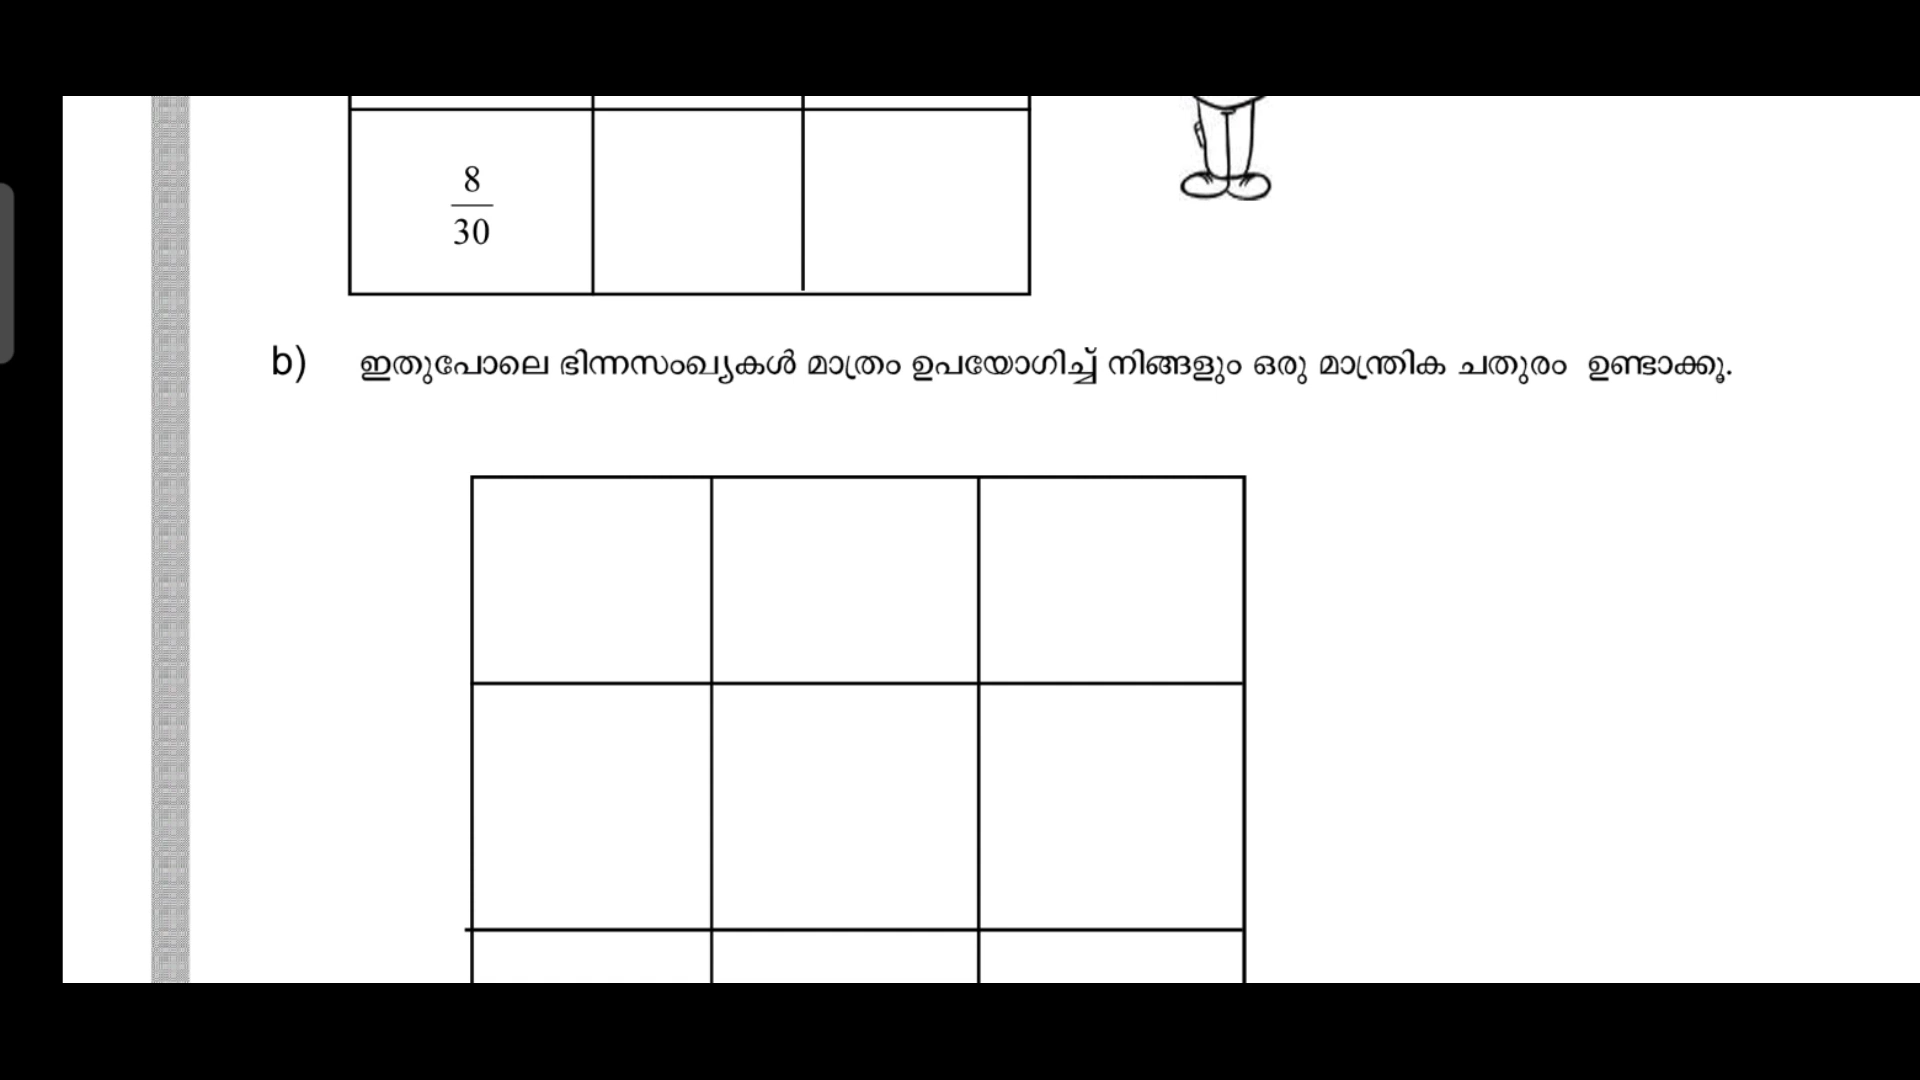 8
30
b) ഇതുപോലെ ഭിന്നസംഖ്യകൾ മാത്രം ഉപയോഗിച്ച് നിങ്ങളും ഒരു മാന്ത്രിക ചതുരം ഉണ്ടാക്കൂ.